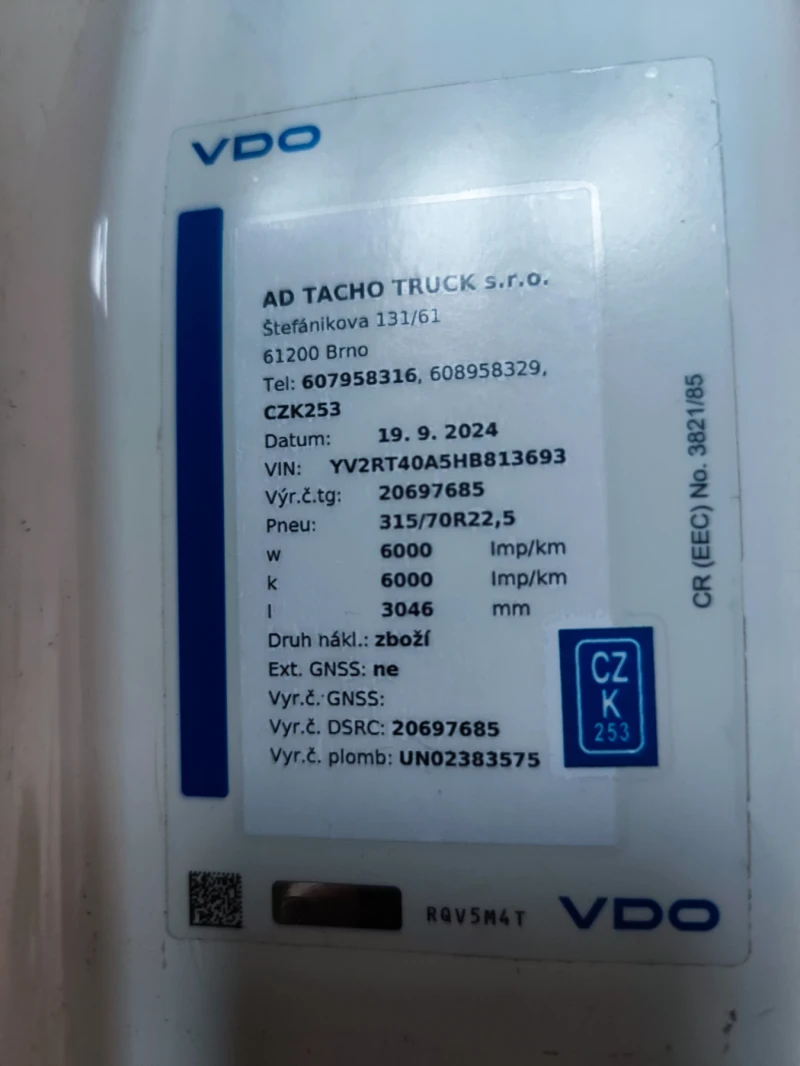 VDO
AD TACHO TRUCK s.r.o.
Štefánikova 131/61
61200 Brno
Tel: 607958316, 608958329,
CZK253
Datum: 19. 9. 2024
VIN: YV2RT40A5HB813693
Výr.č.tg: 20697685
Pneu: 315/70R22,5
w 6000 Imp/km
k 6000 Imp/km
l 3046 mm
Druh nákl.: zboží
Ext. GNSS: ne
Vyr.č. GNSS:
Vyr.č. DSRC: 20697685
Vyr.č. plomb: UN02383575
CZ
K
253
CR (EEC) No. 3821/85
RQV5M4T
VDO